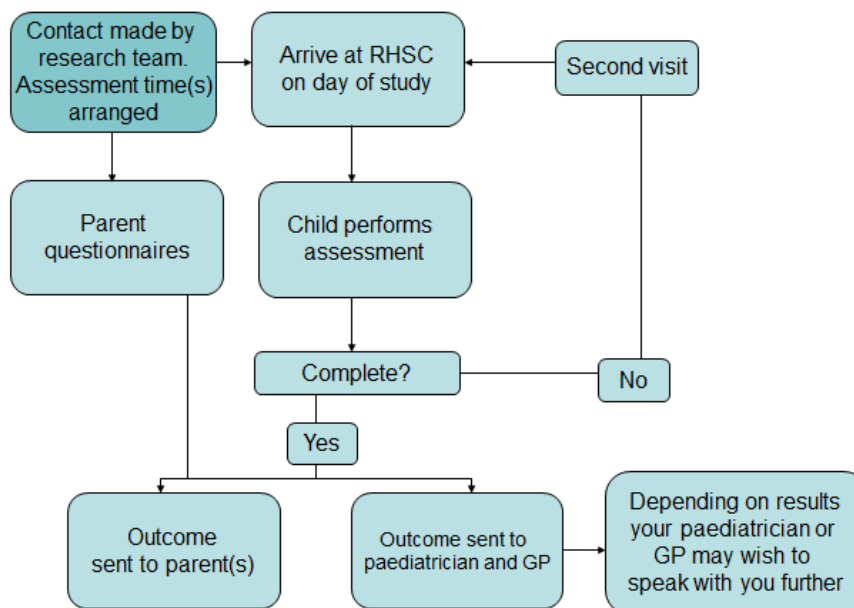 Contact made by
research team.
Assessment time(s)
arranged
Arrive at RHSC
on day of study
Second visit
Parent
questionnaires
Child performs
assessment
Complete?
No
Yes
Outcome
sent to parent(s)
Outcome sent to
paediatrician and GP
Depending on results
your paediatrician or
GP may wish to
speak with you further